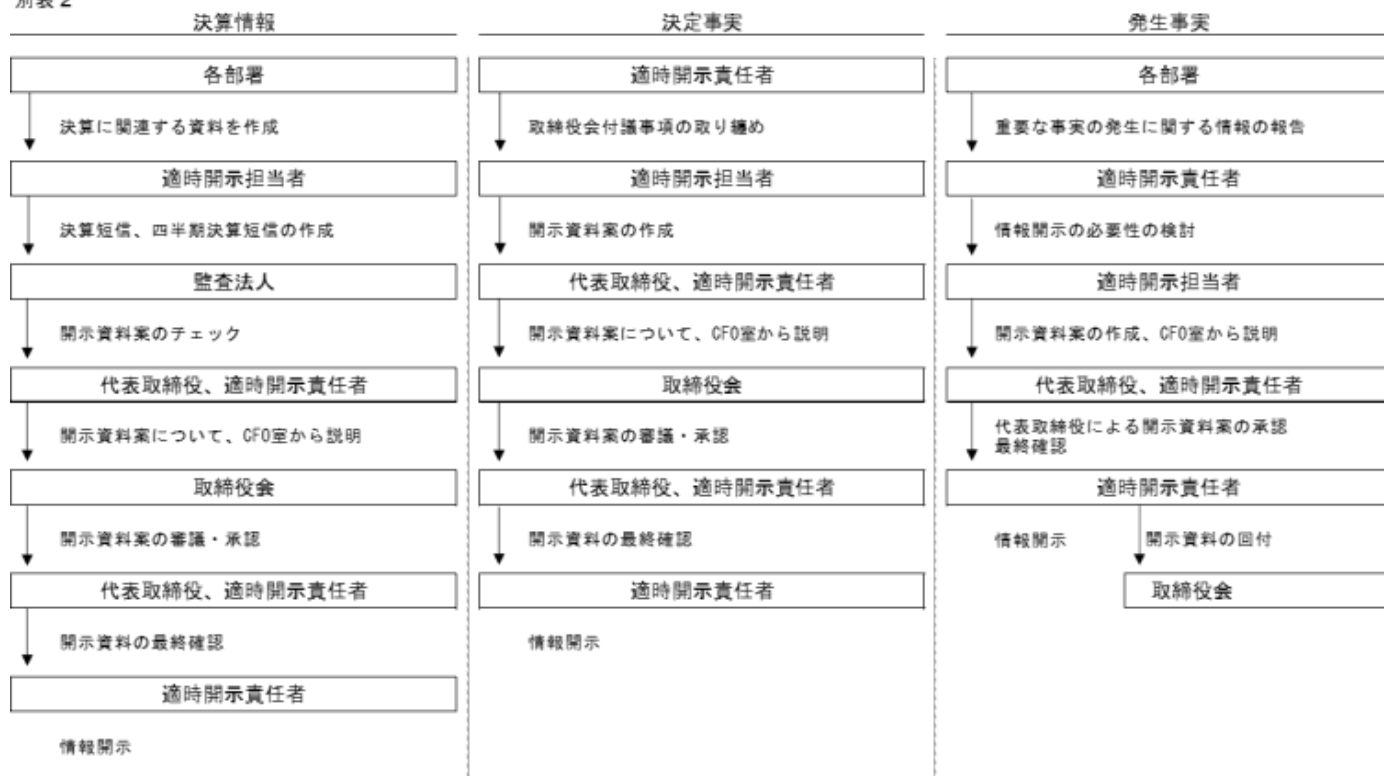 別表2
決算情報
各部署
決算に関連する資料を作成
適時開示担当者
決算短信、四半期決算短信の作成
監査法人
開示資料案のチェック
代表取締役、適時開示責任者
開示資料案について、CFO室から説明
取締役会
開示資料案の審議・承認
代表取締役、適時開示責任者
開示資料の最終確認
適時開示責任者
情報開示
決定事実
適時開示責任者
取締役会付議事項の取り纏め
適時開示担当者
開示資料案の作成
代表取締役、適時開示責任者
開示資料案について、CFO室から説明
取締役会
開示資料案の審議・承認
代表取締役、適時開示責任者
開示資料の最終確認
適時開示責任者
情報開示
発生事実
各部署
重要な事実の発生に関する情報の報告
適時開示責任者
情報開示の必要性の検討
適時開示担当者
開示資料案の作成、CFO室から説明
代表取締役、適時開示責任者
代表取締役による開示資料案の承認
最終確認
適時開示責任者
情報開示
開示資料の回付
取締役会